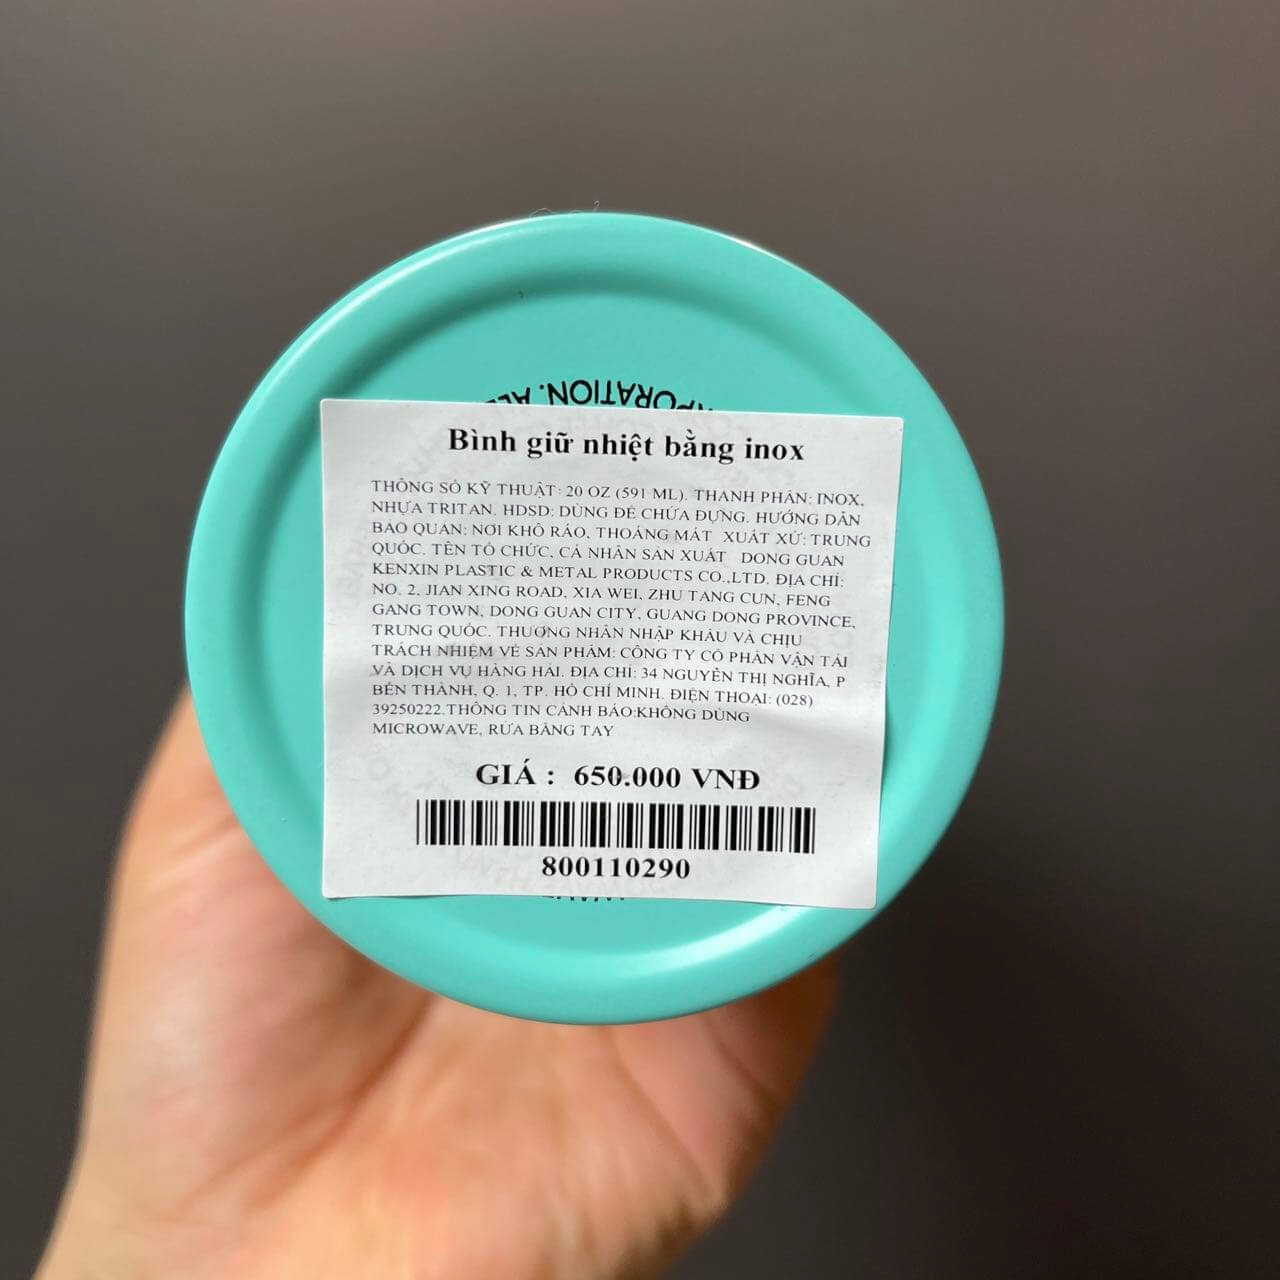 PORATION. ALL
Bình giữ nhiệt bằng inox
THÔNG SỐ KỸ THUẬT: 20 OZ (591 ML). THÀNH PHẦN: INOX,
NHỰA TRITAN. HDSD: DÙNG ĐỂ CHỨA ĐỰNG. HƯỚNG DẪN
BẢO QUẢN: NƠI KHÔ RÁO, THOÁNG MÁT XUẤT XỨ: TRUNG
QUỐC. TÊN TỔ CHỨC, CÁ NHÂN SẢN XUẤT DONG GUAN
KENXIN PLASTIC & METAL PRODUCTS CO.,LTD. ĐỊA CHỈ:
NO. 2, JIAN XING ROAD, XIA WEI, ZHU TANG CUN, FENG
GANG TOWN, DONG GUAN CITY, GUANG DONG PROVINCE,
TRUNG QUỐC. THƯƠNG NHÂN NHẬP KHẨU VÀ CHỊU
TRÁCH NHIỆM VỀ SẢN PHẨM: CÔNG TY CỔ PHẦN VẬN TẢI
VÀ DỊCH VỤ HÀNG HẢI. ĐỊA CHỈ: 34 NGUYỄN THỊ NGHĨA, P
BẾN THÀNH, Q. 1, TP. HỒ CHÍ MINH. ĐIỆN THOẠI: (028)
39250222.THÔNG TIN CẢNH BÁO:KHÔNG DÙNG
MICROWAVE, RỬA BẰNG TAY
GIÁ : 650.000 VNĐ
800110290